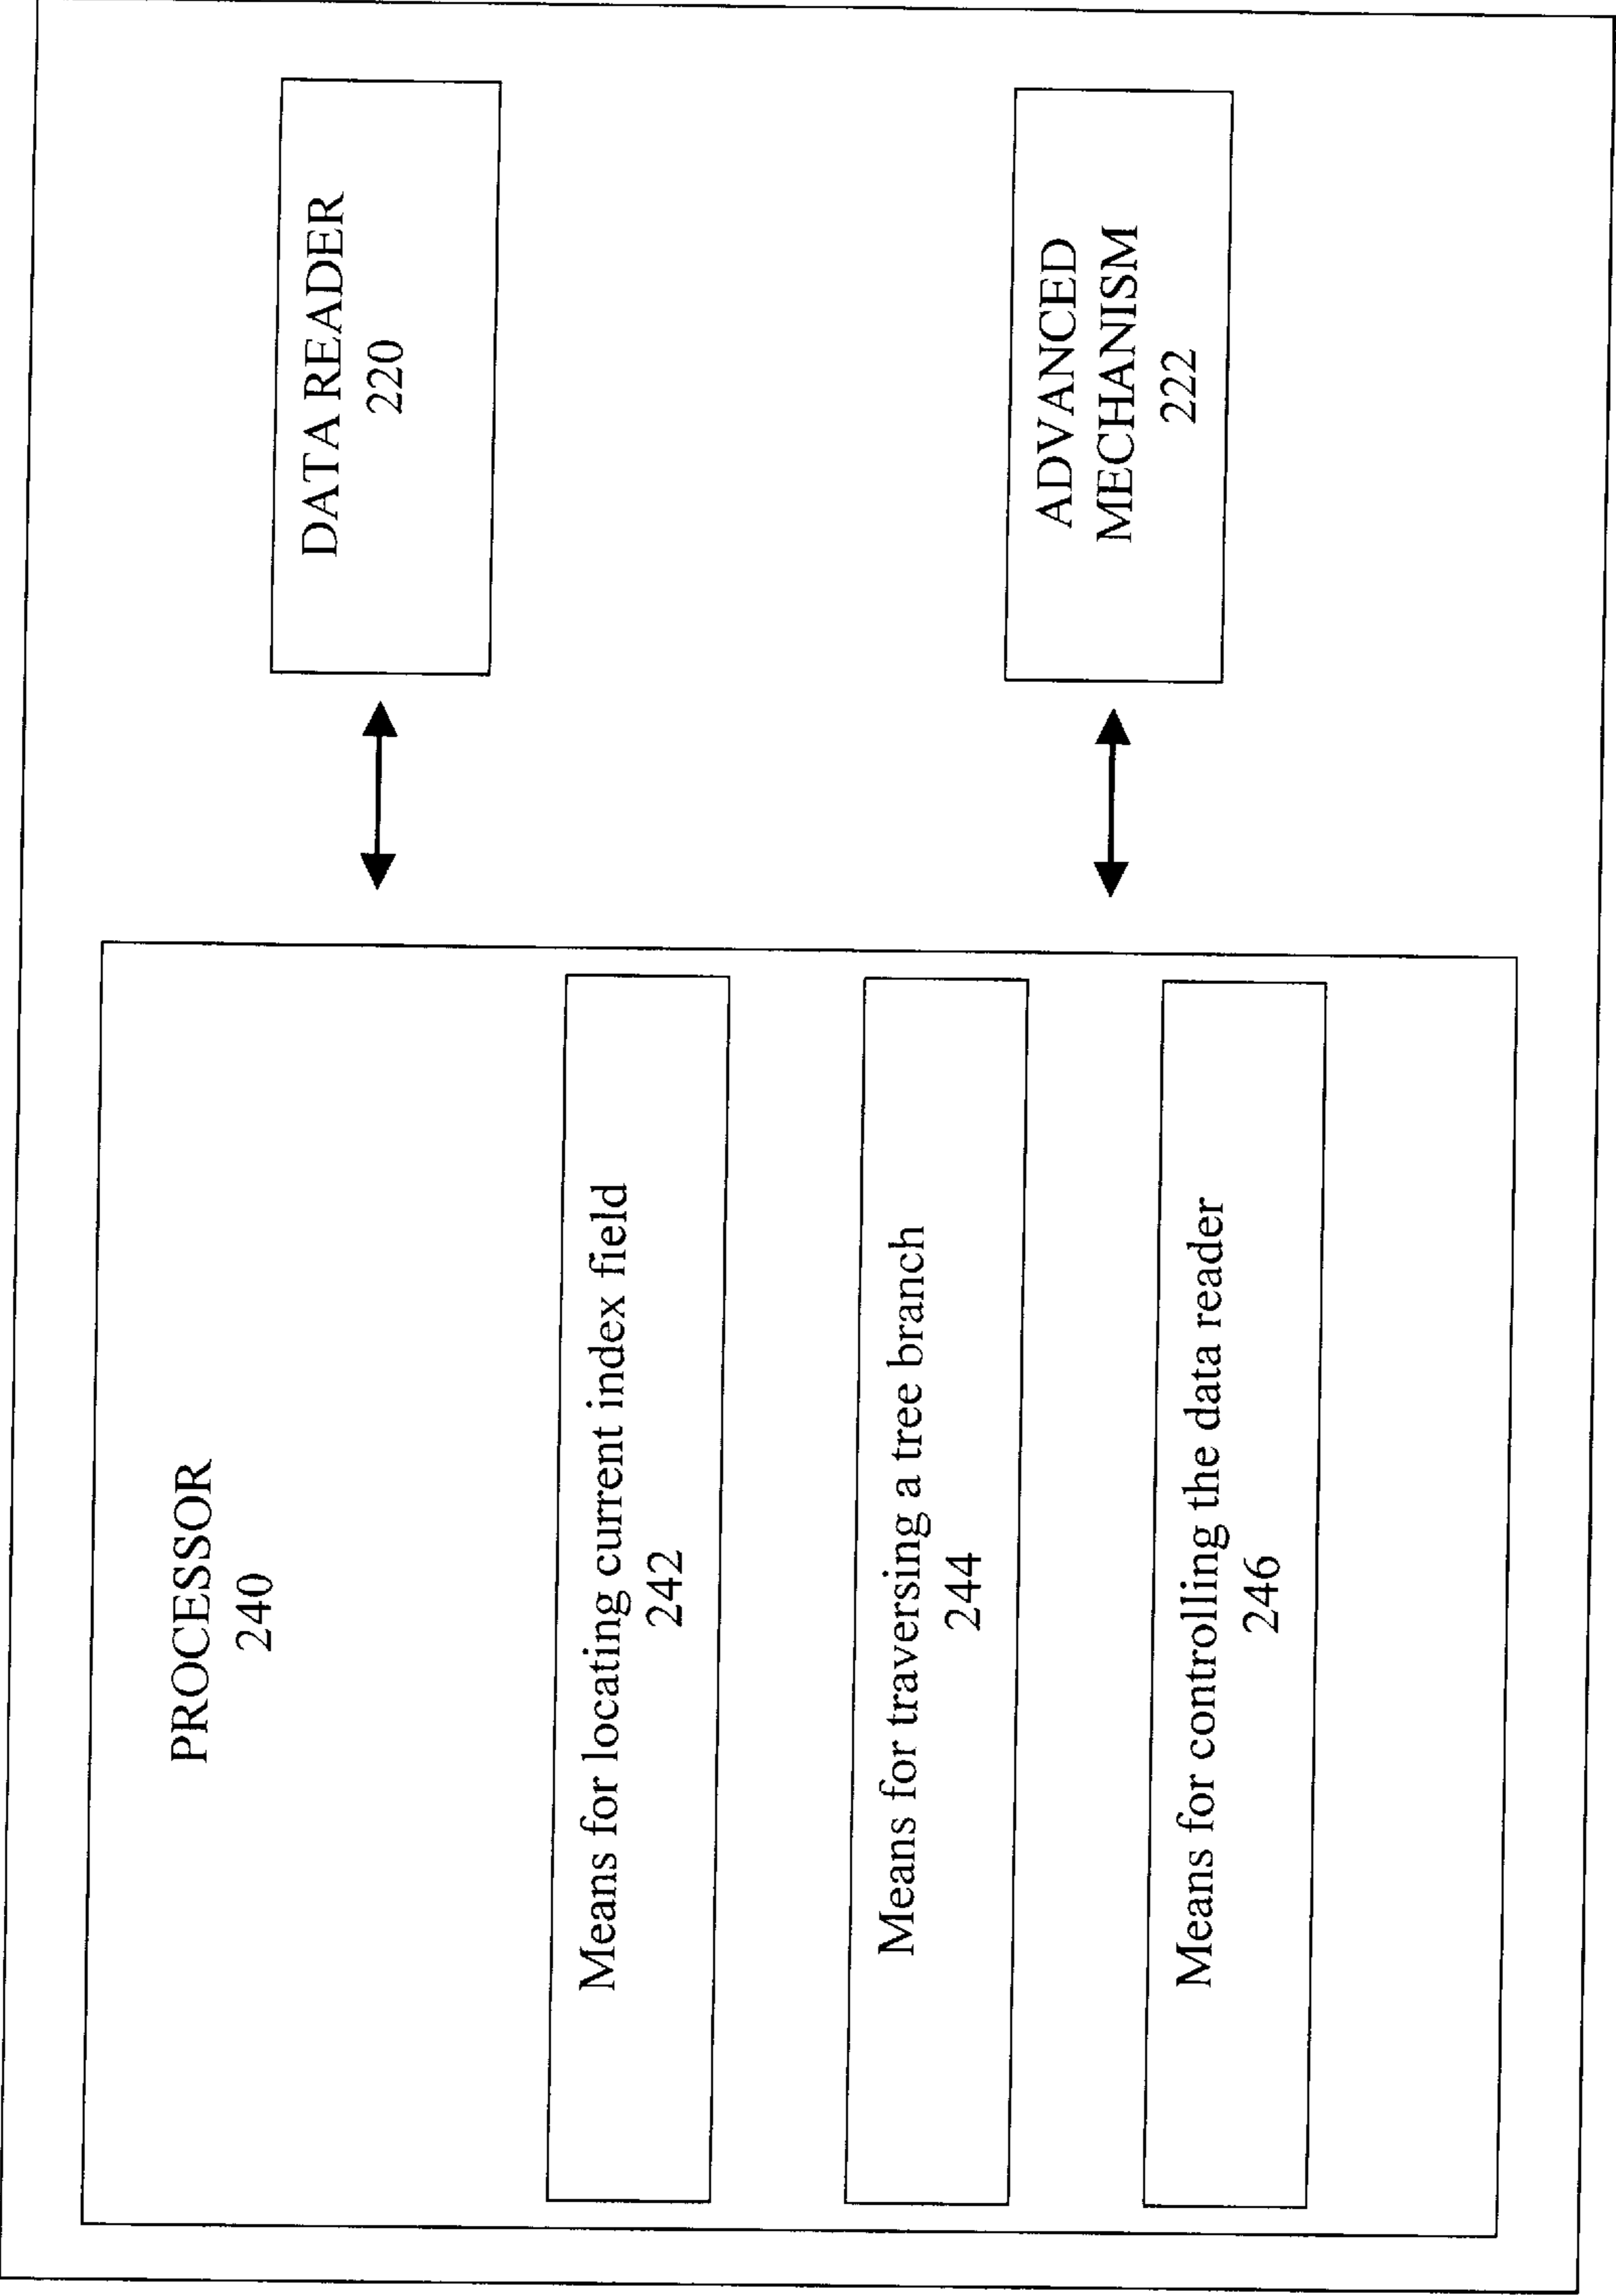 PROCESSOR
240
Means for locating current index field
242
Means for traversing a tree branch
244
Means for controlling the data reader
246
DATA READER
220
ADVANCED
MECHANISM
222